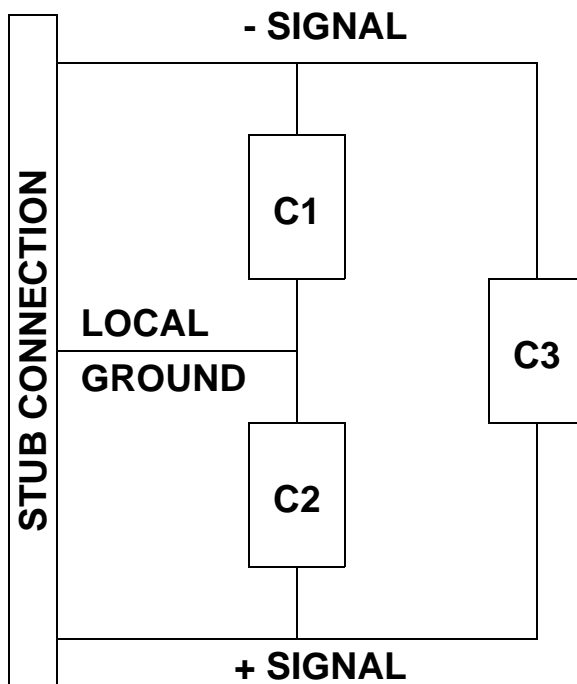 - SIGNAL
STUB CONNECTION
C1
LOCAL
GROUND
C3
C2
+ SIGNAL